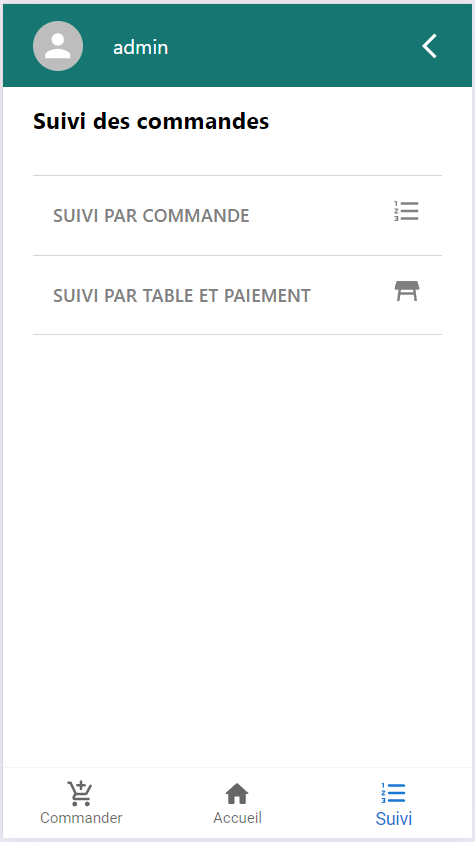 admin
Suivi des commandes
SUIVI PAR COMMANDE
SUIVI PAR TABLE ET PAIEMENT
Commander
Accueil
Suivi